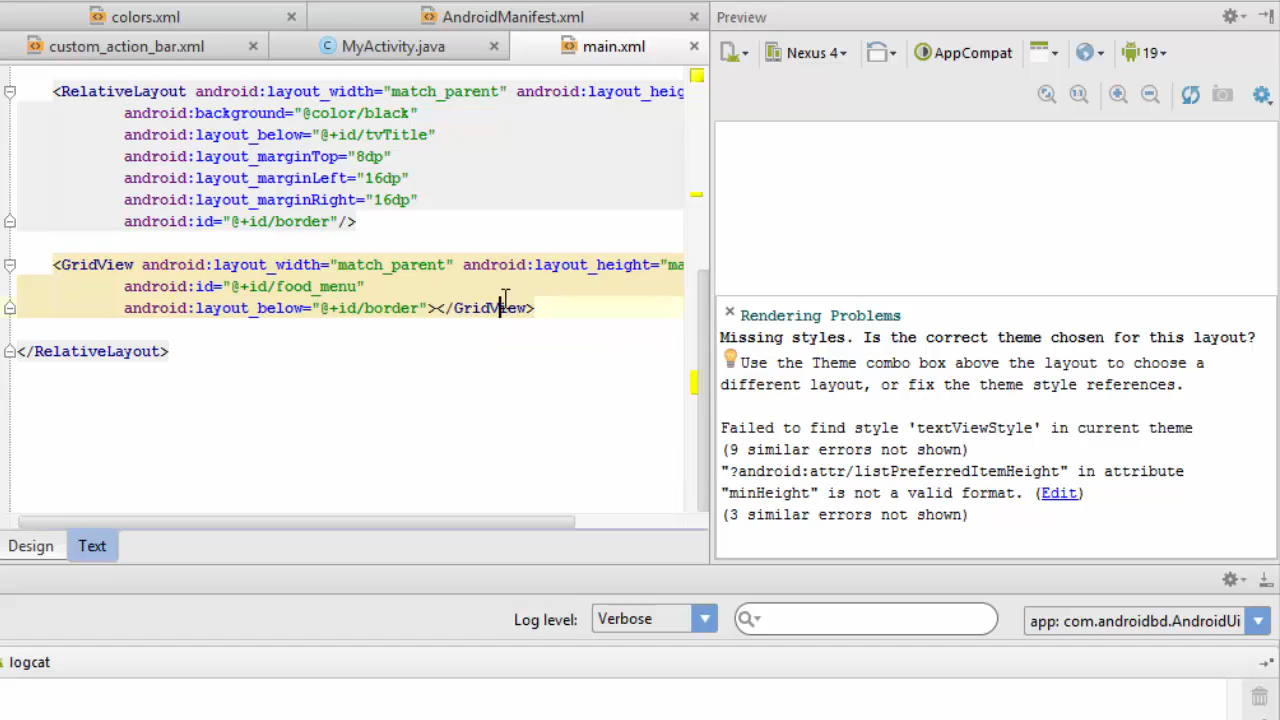 colors.xml
AndroidManifest.xml
Preview
custom_action_bar.xml
MyActivity.java
main.xml
Nexus 4
AppCompat
19
<RelativeLayout android:layout_width="match_parent" android:layout_heig
android:background="@color/black"
android:layout_below="@+id/tvTitle"
android:layout_marginTop="8dp"
android:layout_marginLeft="16dp"
android:layout_marginRight="16dp"
android:id="@+id/border"/>
<GridView android:layout_width="match_parent" android:layout_height="ma
android:id="@+id/food_menu"
android:layout_below="@+id/border"></GridView>
</RelativeLayout>
Rendering Problems
Missing styles. Is the correct theme chosen for this layout?
Use the Theme combo box above the layout to choose a
different layout, or fix the theme style references.
Failed to find style 'textViewStyle' in current theme
(9 similar errors not shown)
"?android:attr/listPreferredItemHeight" in attribute
"minHeight" is not a valid format. (Edit)
(3 similar errors not shown)
Design
Text
Log level:
Verbose
app: com.androidbd.AndroidUi
logcat